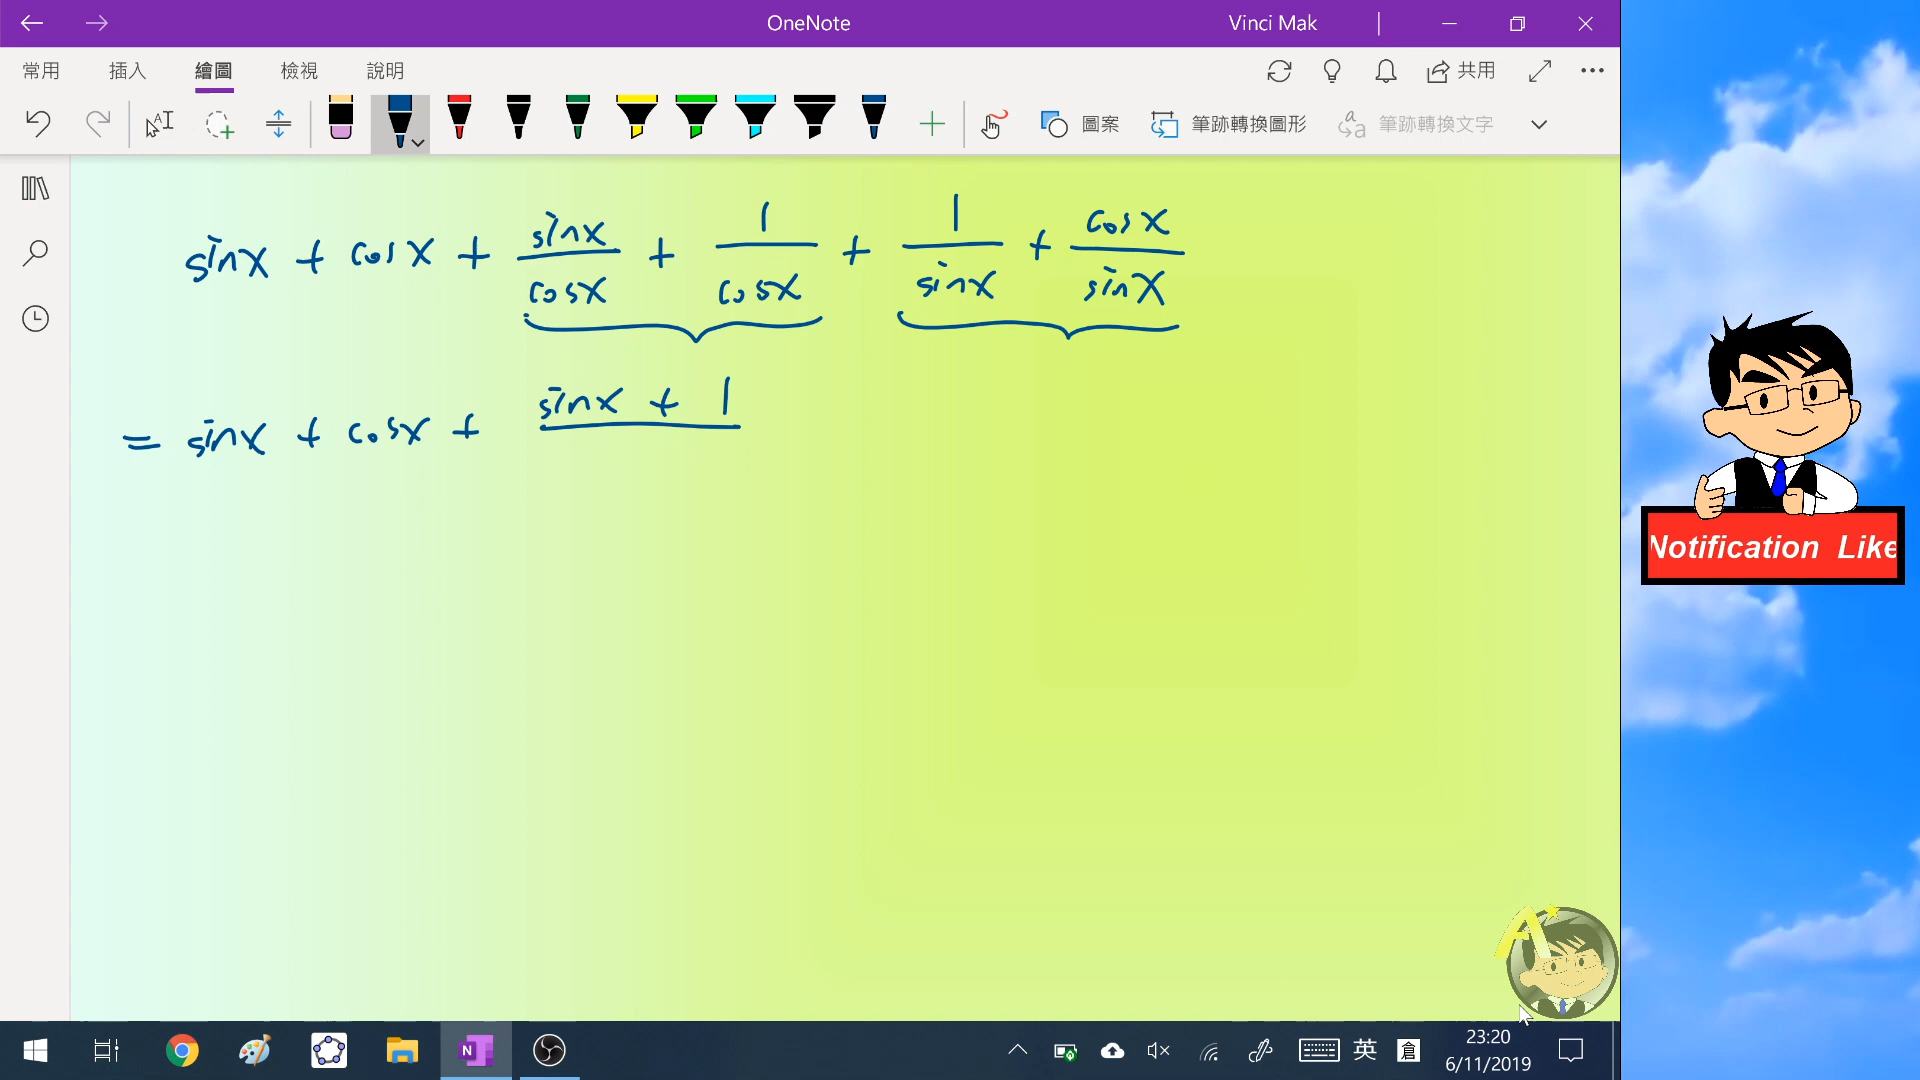 OneNote
Vinci Mak
常用 插入 繪圖 檢視 說明
共用
圖案 筆跡轉換圖形 筆跡轉換文字
sinx + cosx + sinx/cosx + 1/cosx + 1/sinx + cosx/sinx
= sinx + cosx + sinx + 1
Notification Like
A
N
英 倉
23:20
6/11/2019